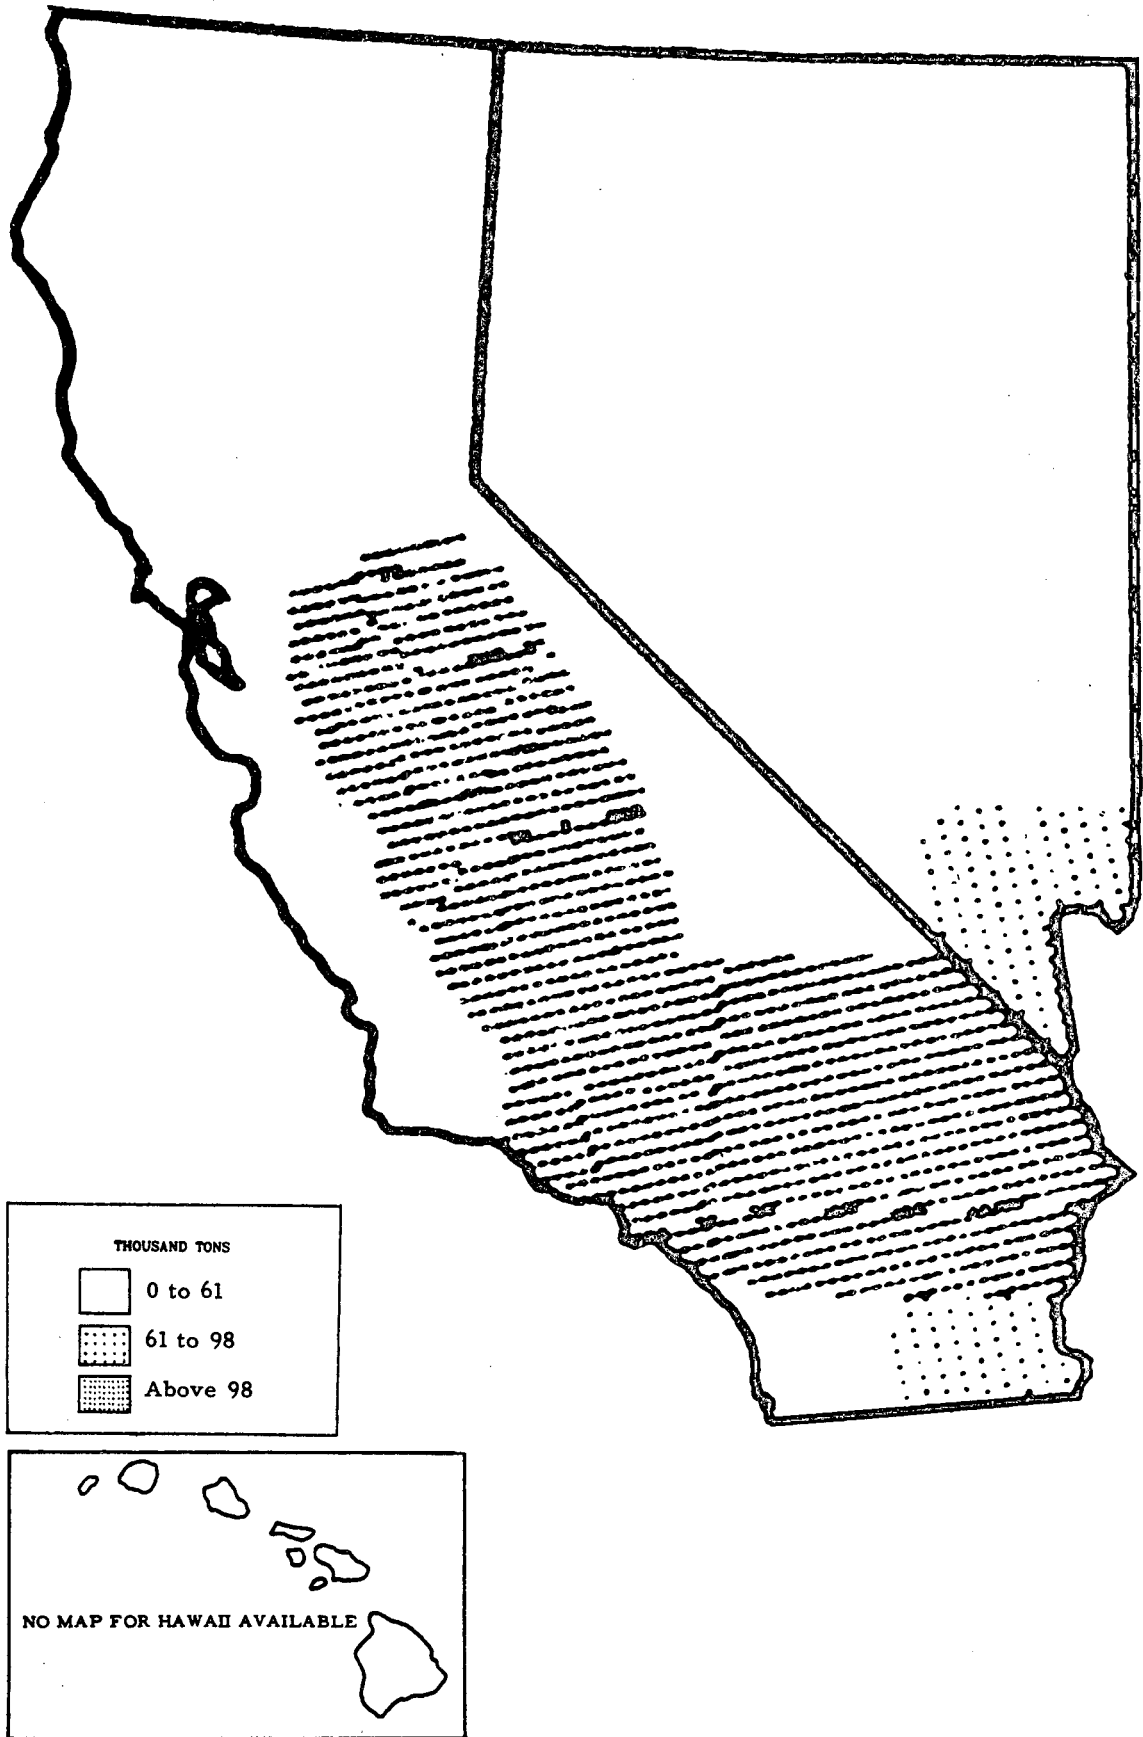 THOUSAND TONS
0 to 61
61 to 98
Above 98
NO MAP FOR HAWAII AVAILABLE